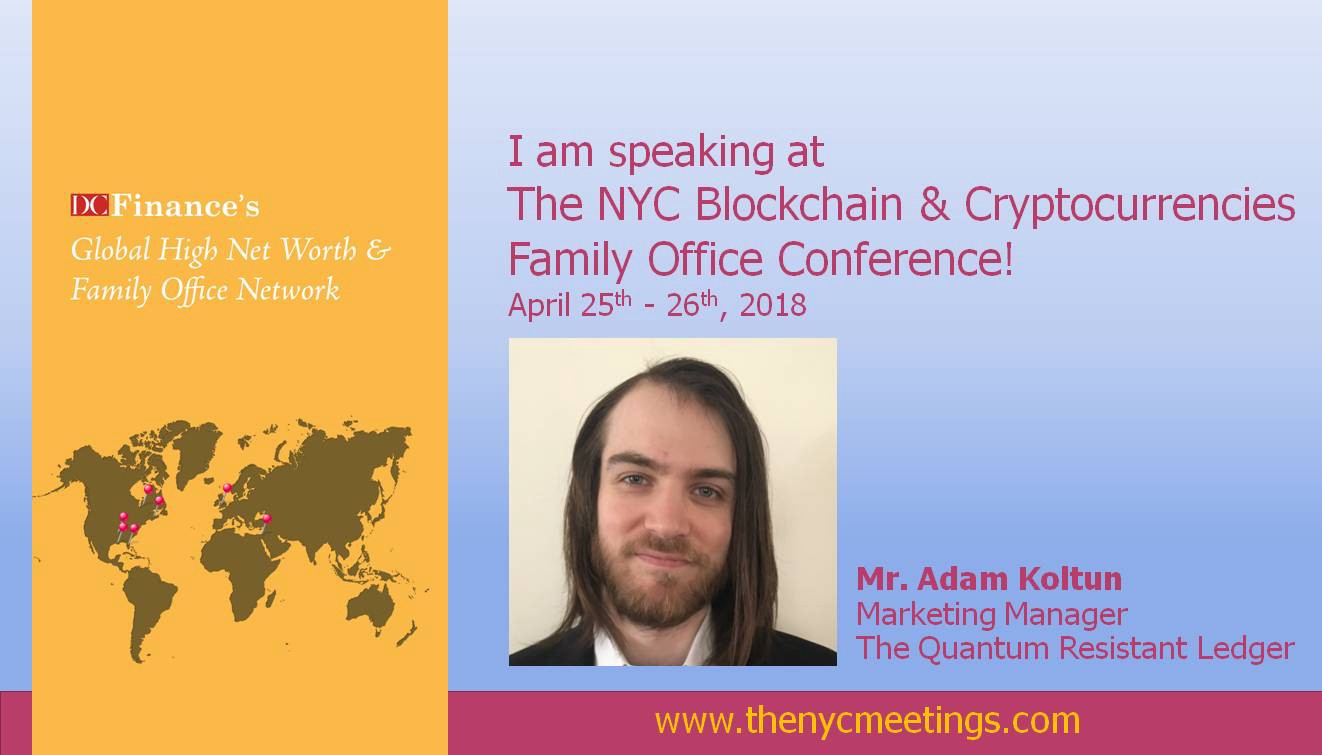 DCFinance's
Global High Net Worth &
Family Office Network
I am speaking at
The NYC Blockchain & Cryptocurrencies
Family Office Conference!
April 25th - 26th, 2018
Mr. Adam Koltun
Marketing Manager
The Quantum Resistant Ledger
www.thenycmeetings.com